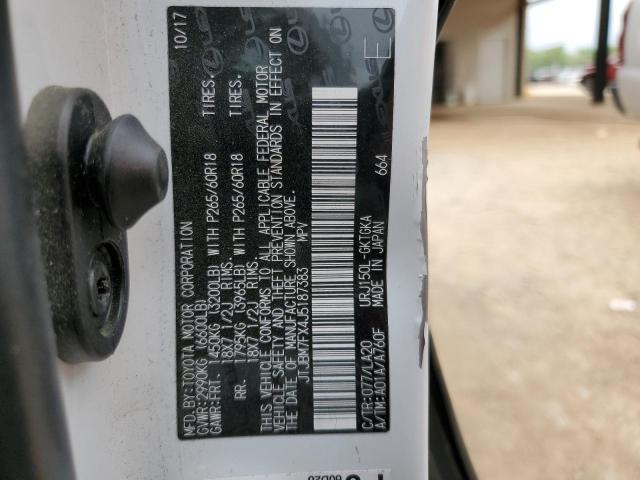 MFD.BY:TOYOTA MOTOR CORPORATION 10/17
GVWR:2990KG (6600LB)
GAWR:FRT. 1450KG (3200LB) WITH P265/60R18 TIRES.
18X7 1/2J RIMS.
RR. 1795KG (3965LB) WITH P265/60R18 TIRES.
18X7 1/2J RIMS.
THIS VEHICLE CONFORMS TO ALL APPLICABLE FEDERAL MOTOR
VEHICLE SAFETY, AND THEFT PREVENTION STANDARDS IN EFFECT ON
THE DATE OF MANUFACTURE SHOWN ABOVE.
JTJBM7FX4J5187383 MPV
E
URJ150L-GKTGKA
C/TR:077/LA20 664
A/TM:A01A/A760F MADE IN JAPAN
60D20